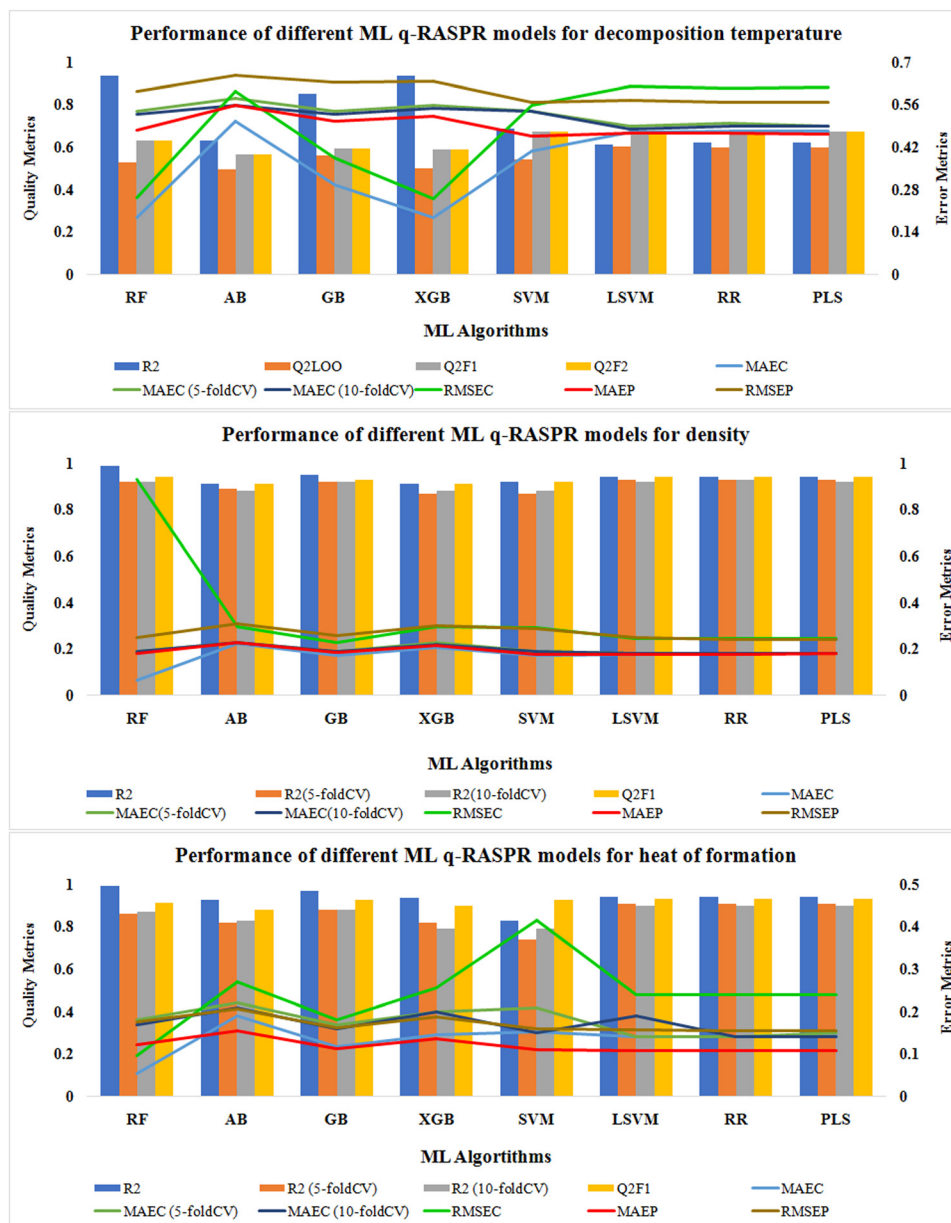 Performance of different ML q-RASPR models for decomposition temperature
1 0.7
0.8 0.56
0.6 0.42
0.4 0.28
0.2 0.14
0 0
Quality Metrics
Error Metrics
RF AB GB XGB SVM LSVM RR PLS
ML Algorithms
R2 Q2LOO Q2F1 Q2F2 MAEC
MAEC (5-foldCV) MAEC (10-foldCV) RMSEC MAEP RMSEP
Performance of different ML q-RASPR models for density
1 1
0.8 0.8
0.6 0.6
0.4 0.4
0.2 0.2
0 0
Quality Metrics
Error Metrics
RF AB GB XGB SVM LSVM RR PLS
ML Algorithms
R2 R2(5-foldCV) R2(10-foldCV) Q2F1 MAEC
MAEC(5-foldCV) MAEC(10-foldCV) RMSEC MAEP RMSEP
Performance of different ML q-RASPR models for heat of formation
1 0.5
0.8 0.4
0.6 0.3
0.4 0.2
0.2 0.1
0 0
Quality Metrics
Error Metrics
RF AB GB XGB SVM LSVM RR PLS
ML Algortithms
R2 R2 (5-foldCV) R2 (10-foldCV) Q2F1 MAEC
MAEC (5-foldCV) MAEC (10-foldCV) RMSEC MAEP RMSEP